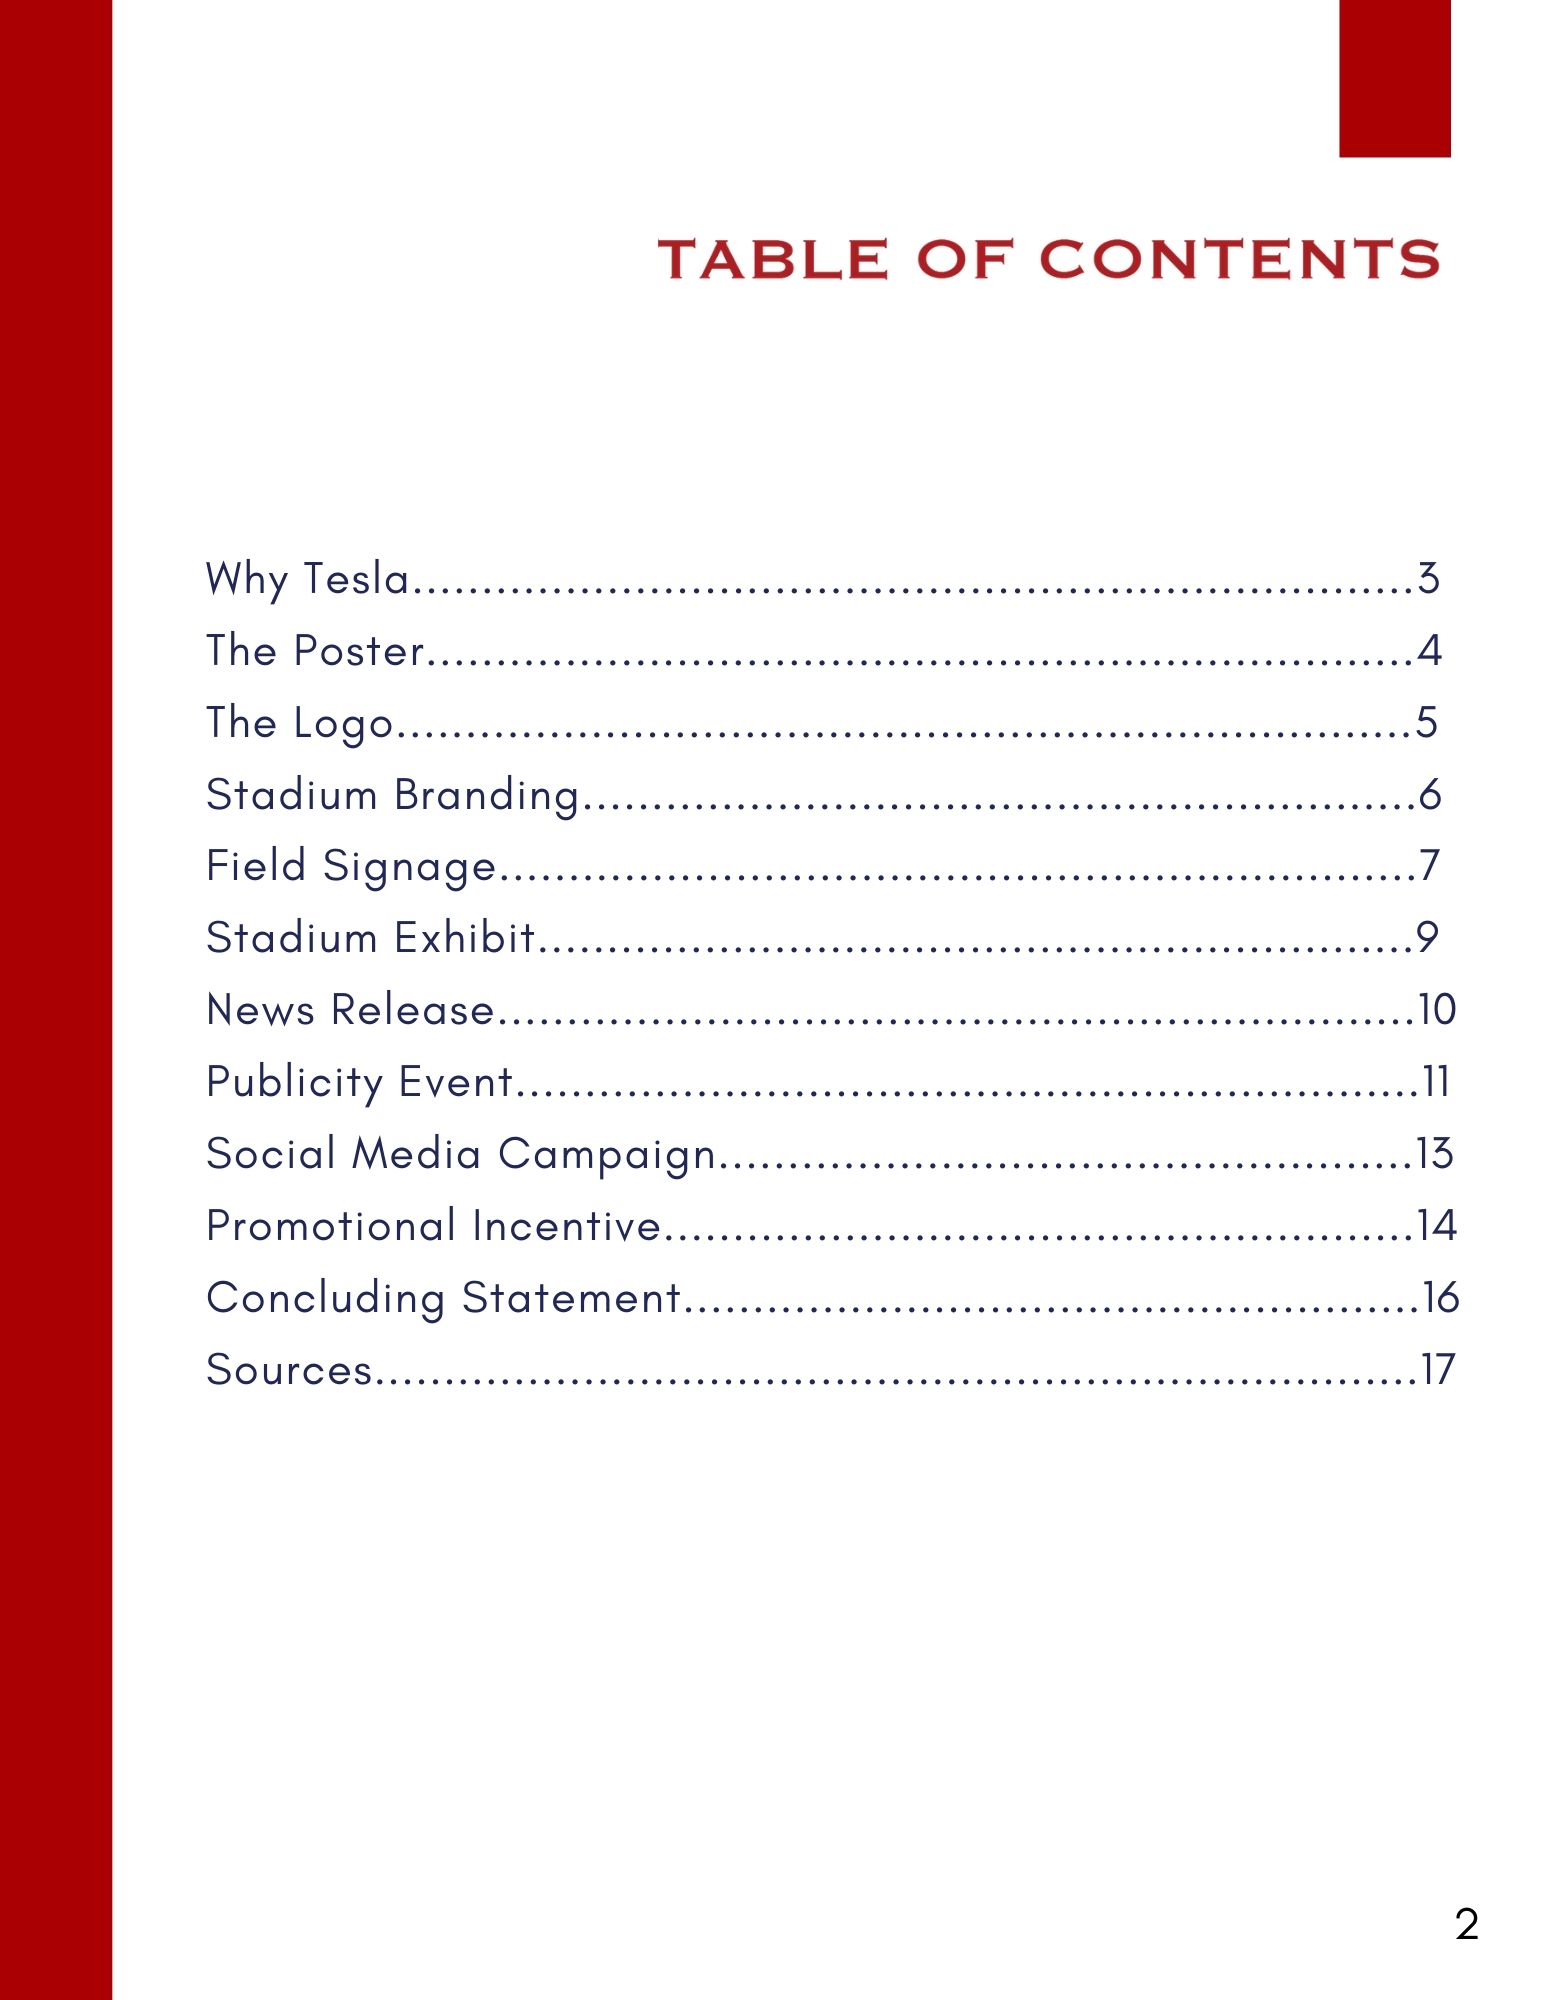 TABLE OF CONTENTS
Why Tesla........................................................................3
The Poster.......................................................................4
The Logo.........................................................................5
Stadium Branding............................................................6
Field Signage..................................................................7
Stadium Exhibit...............................................................9
News Release..................................................................10
Publicity Event.................................................................11
Social Media Campaign..................................................13
Promotional Incentive......................................................14
Concluding Statement.....................................................16
Sources...........................................................................17
2